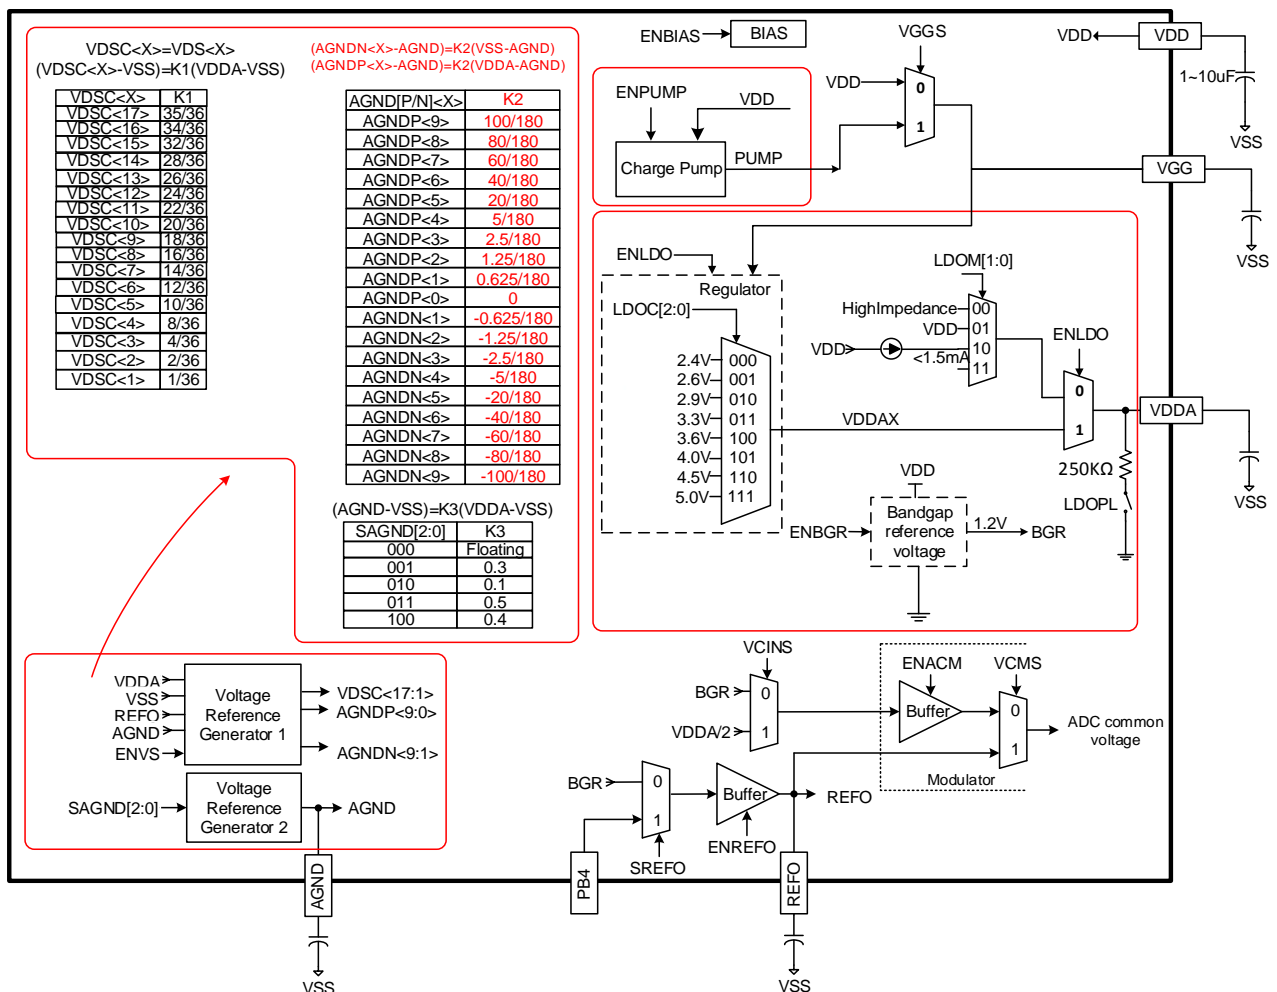 VDSC<X>=VDS<X>
(VDSC<X>-VSS)=K1(VDDA-VSS)
VDSC<X> K1
VDSC<17> 35/36
VDSC<16> 34/36
VDSC<15> 32/36
VDSC<14> 28/36
VDSC<13> 26/36
VDSC<12> 24/36
VDSC<11> 22/36
VDSC<10> 20/36
VDSC<9> 18/36
VDSC<8> 16/36
VDSC<7> 14/36
VDSC<6> 12/36
VDSC<5> 10/36
VDSC<4> 8/36
VDSC<3> 4/36
VDSC<2> 2/36
VDSC<1> 1/36
(AGNDN<X>-AGND)=K2(VSS-AGND)
(AGNDP<X>-AGND)=K2(VDDA-AGND)
AGND[P/N]<X> K2
AGNDP<9> 100/180
AGNDP<8> 80/180
AGNDP<7> 60/180
AGNDP<6> 40/180
AGNDP<5> 20/180
AGNDP<4> 5/180
AGNDP<3> 2.5/180
AGNDP<2> 1.25/180
AGNDP<1> 0.625/180
AGNDP<0> 0
AGNDN<1> -0.625/180
AGNDN<2> -1.25/180
AGNDN<3> -2.5/180
AGNDN<4> -5/180
AGNDN<5> -20/180
AGNDN<6> -40/180
AGNDN<7> -60/180
AGNDN<8> -80/180
AGNDN<9> -100/180
(AGND-VSS)=K3(VDDA-VSS)
SAGND[2:0] K3
000 Floating
001 0.3
010 0.1
011 0.5
100 0.4
ENBIAS
BIAS
VGGS
VDD
0
1
ENPUMP
VDD
Charge Pump
PUMP
VDD
VDD
1~10uF
VSS
VGG
VSS
ENLDO
Regulator
LDOC[2:0]
2.4V 000
2.6V 001
2.9V 010
3.3V 011
3.6V 100
4.0V 101
4.5V 110
5.0V 111
VDDAX
LDOM[1:0]
HighImpedance 00
VDD 01
VDD
<1.5mA
10
11
ENLDO
0
1
VDDA
VSS
250KΩ
LDOPL
VDD
ENBGR
Bandgap
reference
voltage
1.2V
BGR
VDDA
VSS
REFO
AGND
ENVS
Voltage
Reference
Generator 1
VDSC<17:1>
AGNDP<9:0>
AGNDN<9:1>
SAGND[2:0]
Voltage
Reference
Generator 2
AGND
AGND
VSS
VCINS
BGR 0
VDDA/2 1
ENACM
Buffer
VCMS
0
1
Modulator
ADC common
voltage
BGR 0
1
SREFO
PB4
Buffer
ENREFO
REFO
REFO
VSS